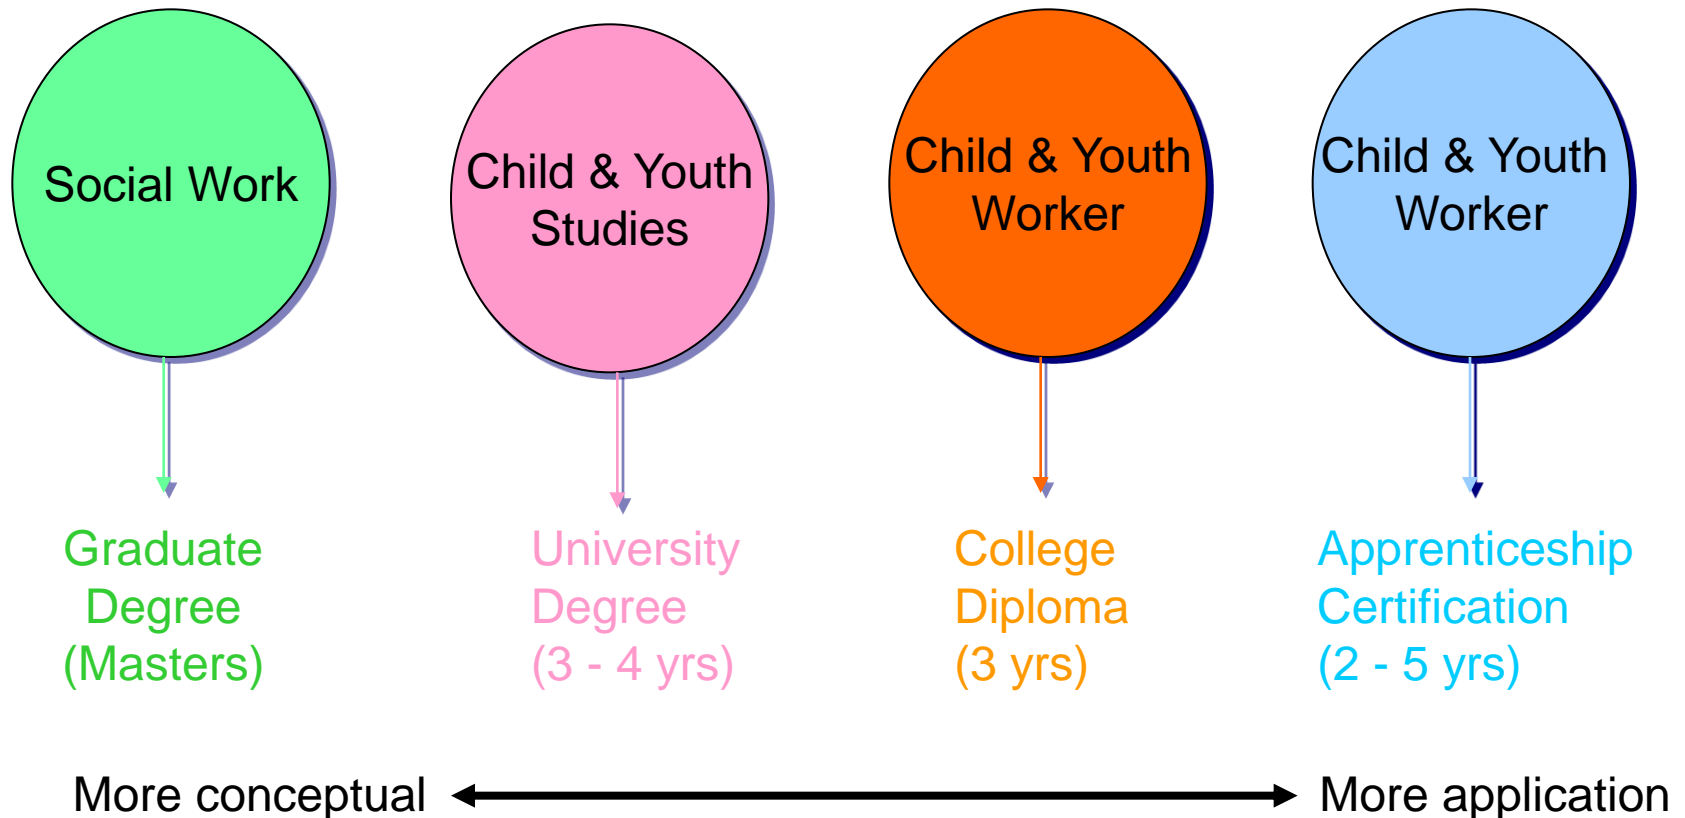 Social Work
Child & Youth
Studies
Child & Youth
Worker
Child & Youth
Worker
Graduate
Degree
(Masters)
University
Degree
(3 - 4 yrs)
College
Diploma
(3 yrs)
Apprenticeship
Certification
(2 - 5 yrs)
More conceptual
More application